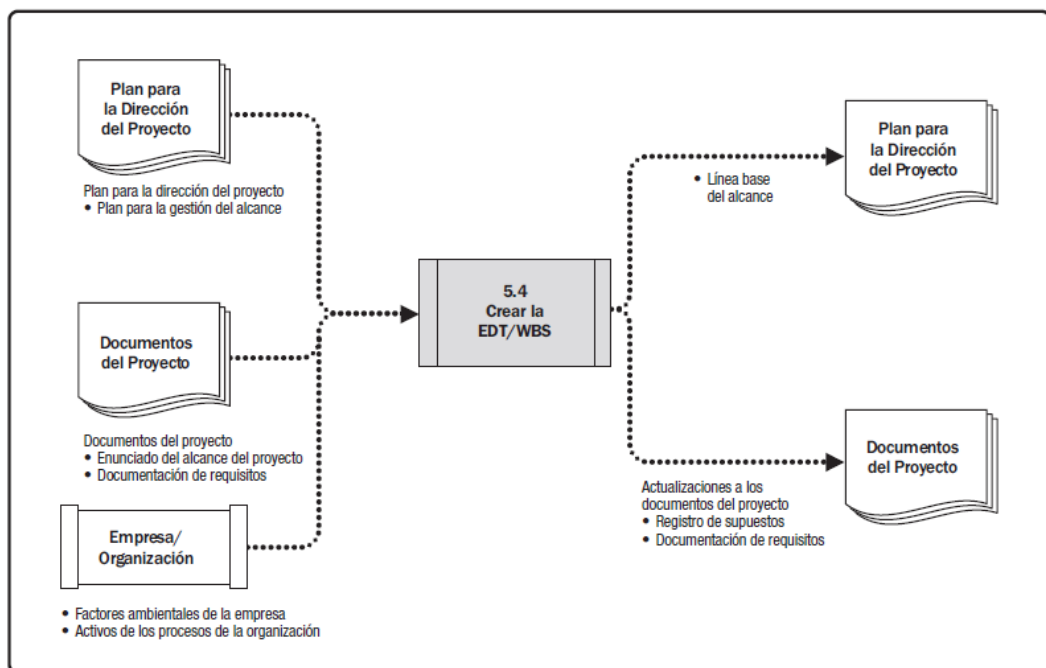 Plan para
la Dirección
del Proyecto
Plan para la dirección del proyecto
• Plan para la gestión del alcance
Documentos
del Proyecto
Documentos del proyecto
• Enunciado del alcance del proyecto
• Documentación de requisitos
Empresa/
Organización
• Factores ambientales de la empresa
• Activos de los procesos de la organización
5.4
Crear la
EDT/WBS
• Línea base
del alcance
Plan para
la Dirección
del Proyecto
Actualizaciones a los
documentos del proyecto
• Registro de supuestos
• Documentación de requisitos
Documentos
del Proyecto